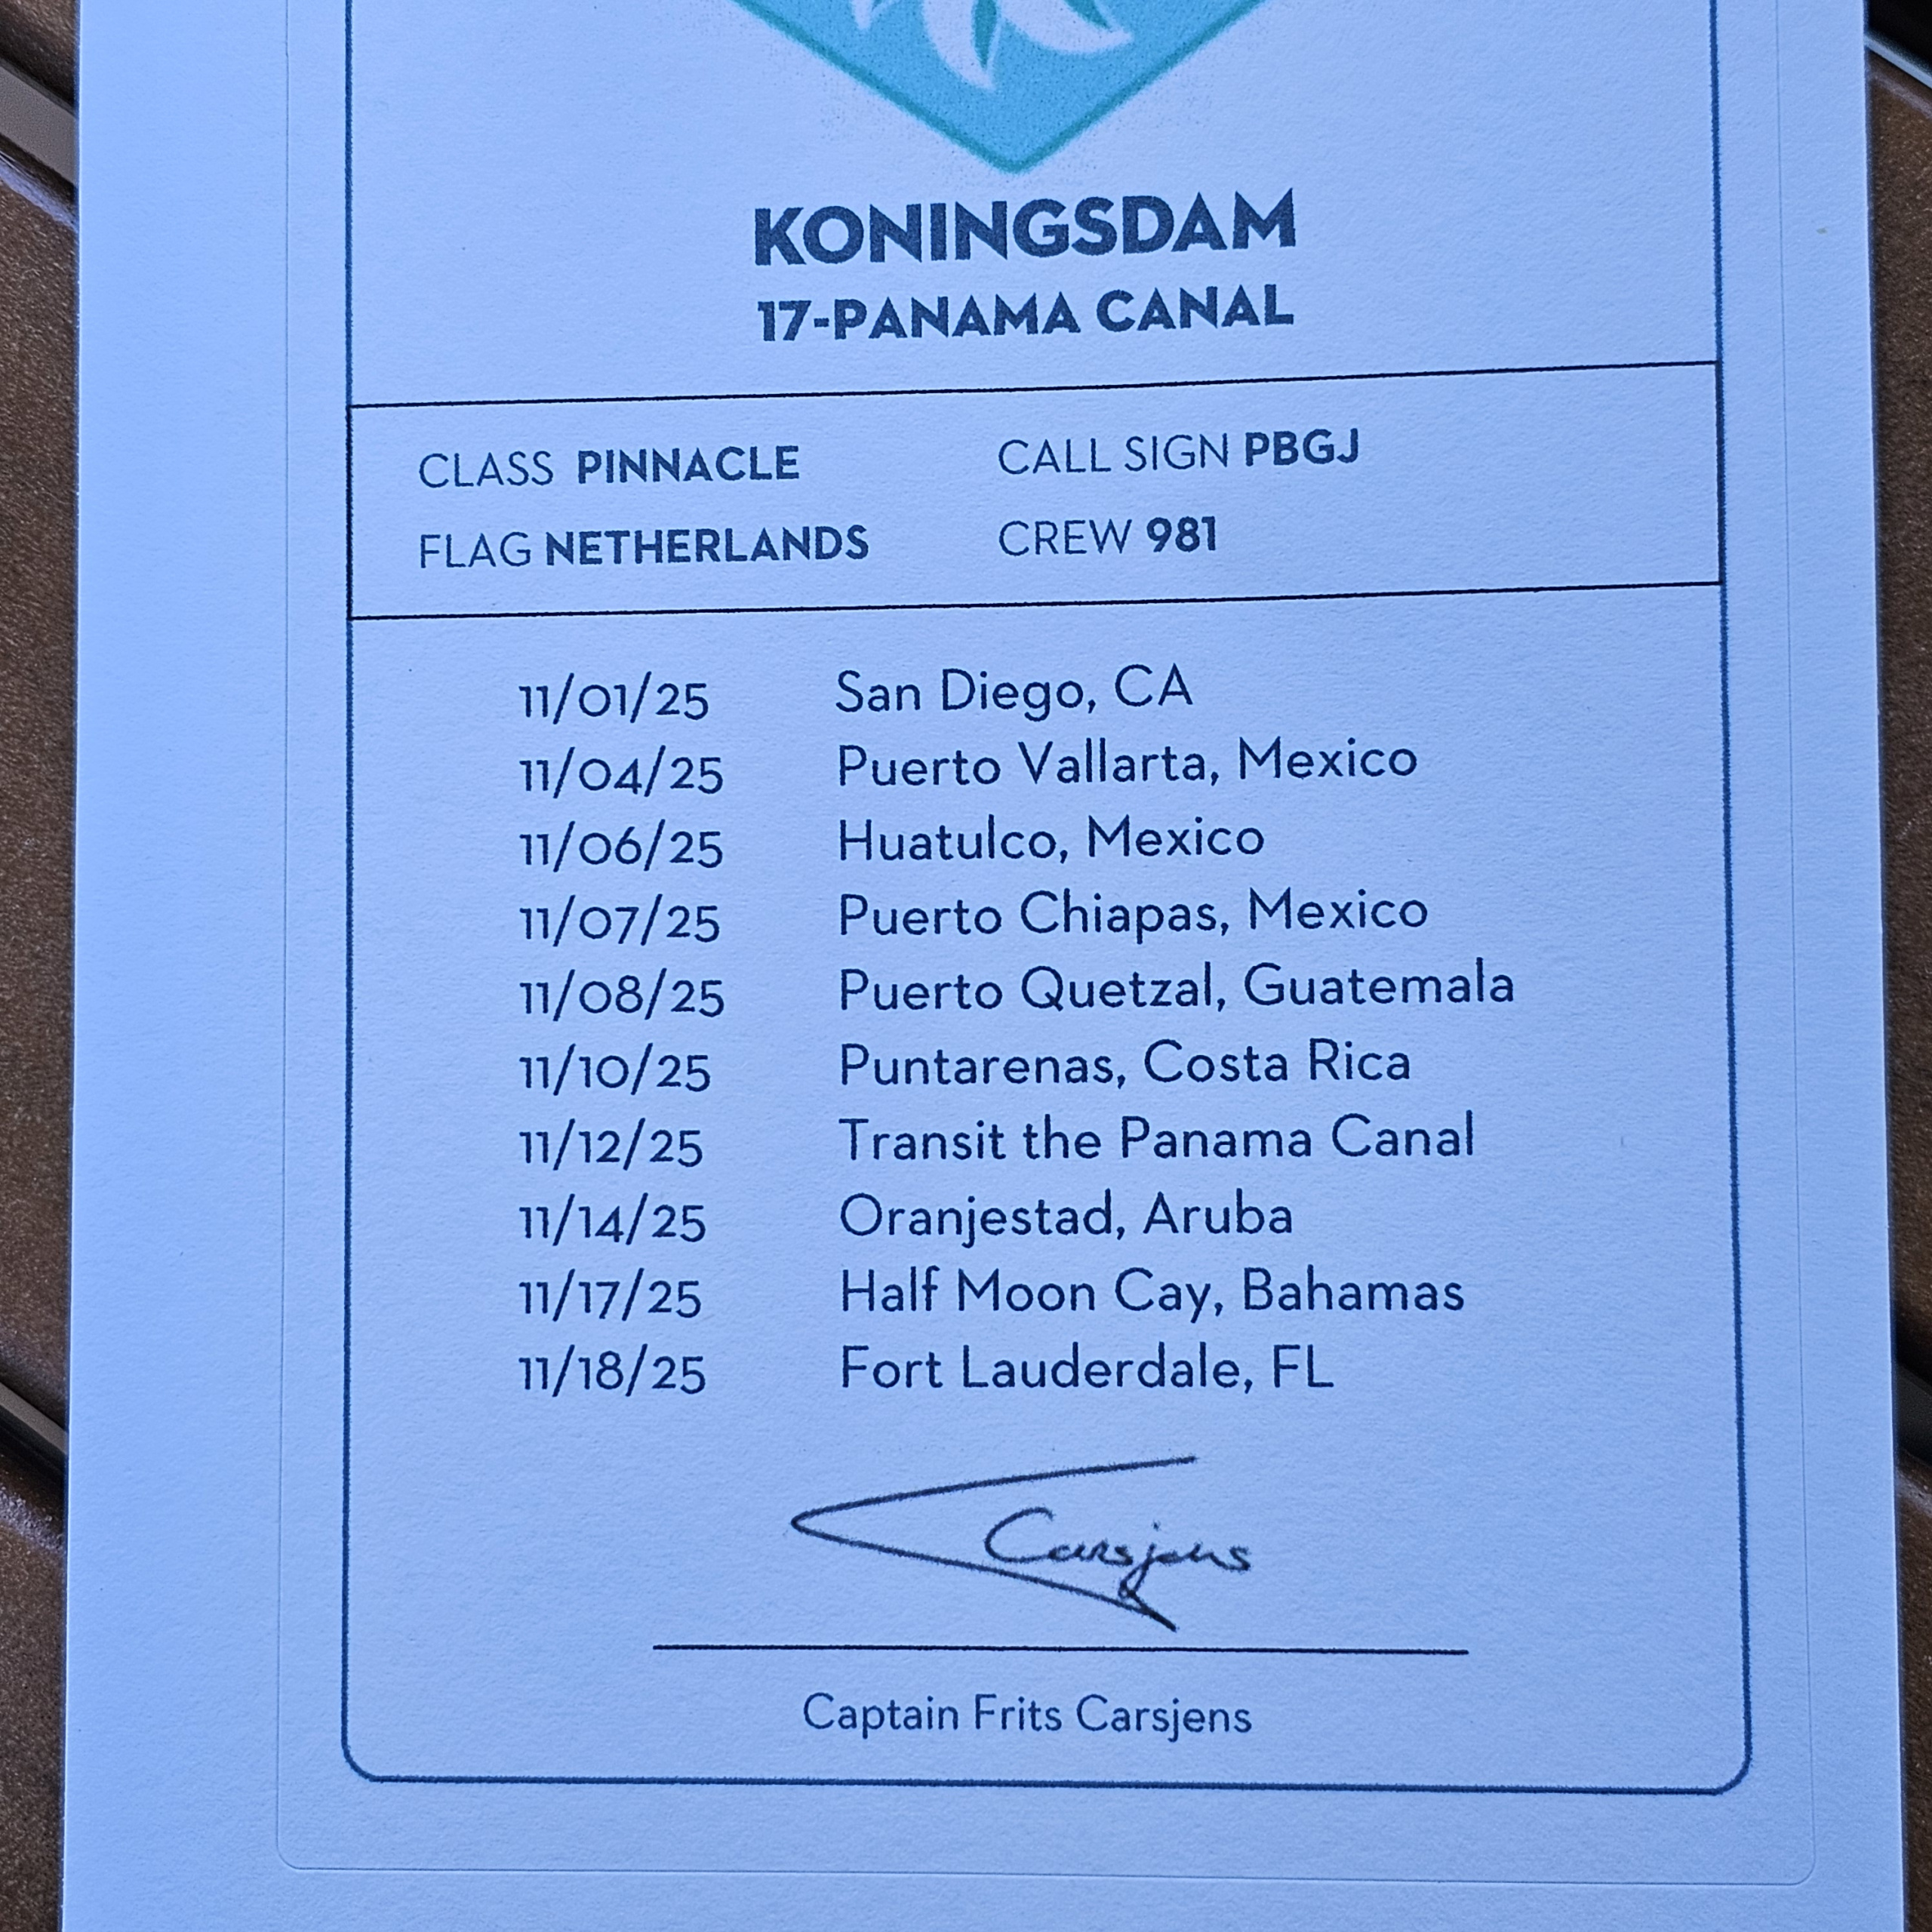 KONINGSDAM
17-PANAMA CANAL
CLASS PINNACLE CALL SIGN PBGJ
FLAG NETHERLANDS CREW 981
11/01/25 San Diego, CA
11/04/25 Puerto Vallarta, Mexico
11/06/25 Huatulco, Mexico
11/07/25 Puerto Chiapas, Mexico
11/08/25 Puerto Quetzal, Guatemala
11/10/25 Puntarenas, Costa Rica
11/12/25 Transit the Panama Canal
11/14/25 Oranjestad, Aruba
11/17/25 Half Moon Cay, Bahamas
11/18/25 Fort Lauderdale, FL
Carsjens
Captain Frits Carsjens